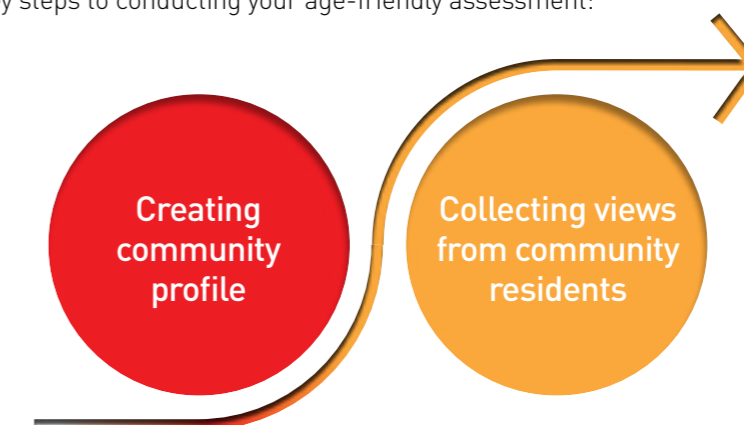 steps to conducting your age-friendly assessment:
Creating
community
profile
Collecting views
from community
residents